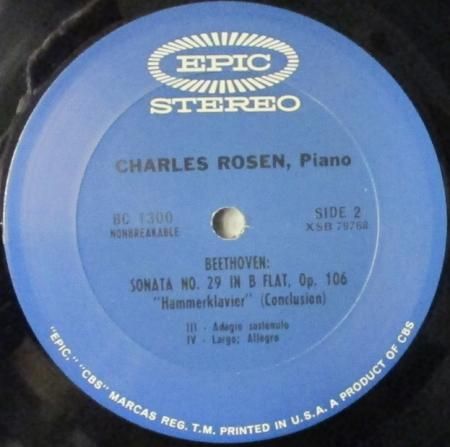 EPIC
STEREO
CHARLES ROSEN, Piano
BC 1300
NONBREAKABLE
SIDE 2
XSB 79768
BEETHOVEN:
SONATA NO. 29 IN B FLAT, Op. 106
"Hammerklavier" (Conclusion)
III - Adagio sostenuto
IV - Largo; Allegro
"EPIC," "CBS" MARCAS REG. T.M. PRINTED IN U.S.A. A PRODUCT OF CBS